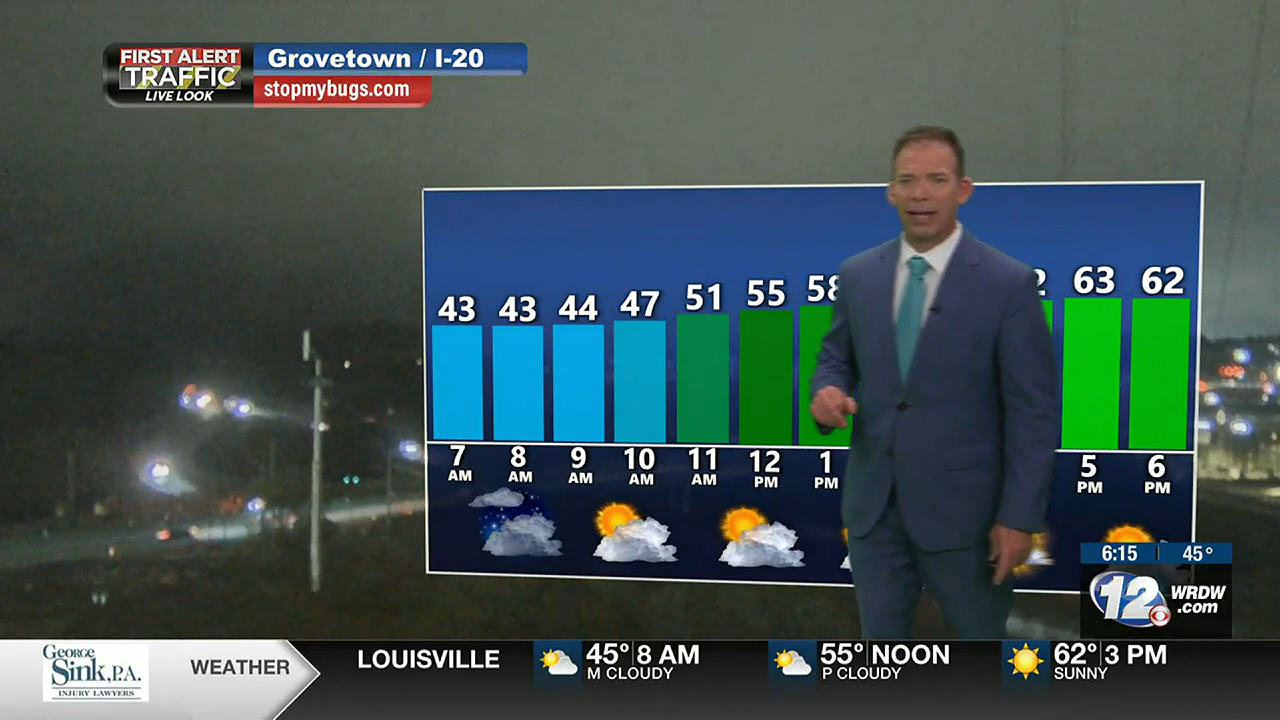 FIRST ALERT
TRAFFIC
LIVE LOOK
Grovetown / I-20
stopmybugs.com
43 43 44 47 51 55 58 2 63 62
7 AM 8 AM 9 AM 10 AM 11 AM 12 PM 1 PM 5 PM 6 PM
6:15 45°
12 WRDW
.com
GEORGE
Sink, P.A.
INJURY LAWYERS
WEATHER
LOUISVILLE
45° 8 AM
M CLOUDY
55° NOON
P CLOUDY
62° 3 PM
SUNNY